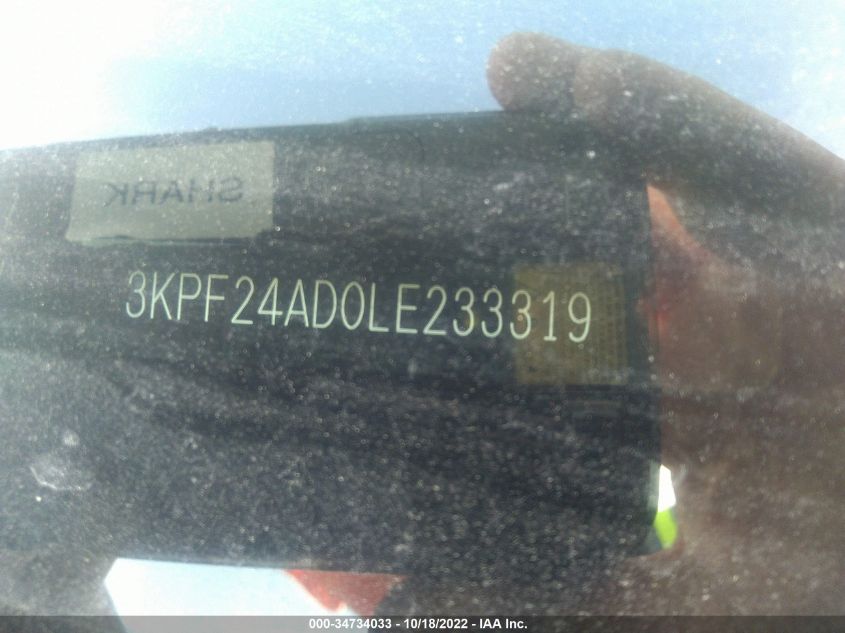 SHARK
3KPF24AD0LE233319
000-34734033 - 10/18/2022 - IAA Inc.